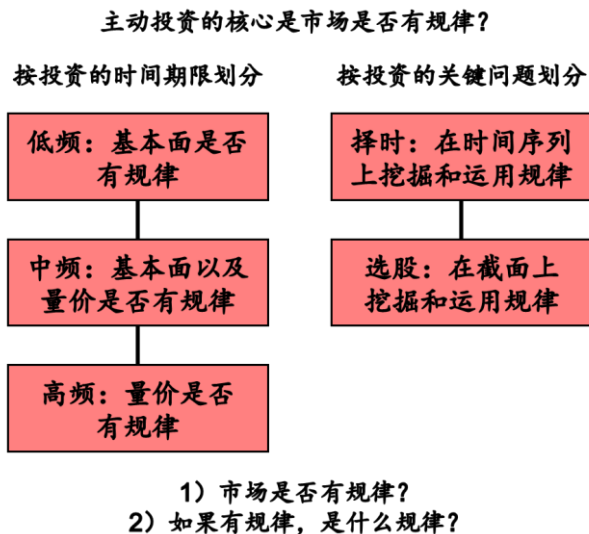 主动投资的核心是市场是否有规律？
按投资的时间期限划分
低频：基本面是否
有规律
中频：基本面以及
量价是否有规律
高频：量价是否
有规律
按投资的关键问题划分
择时：在时间序列
上挖掘和运用规律
选股：在截面上
挖掘和运用规律
1）市场是否有规律？
2）如果有规律，是什么规律？